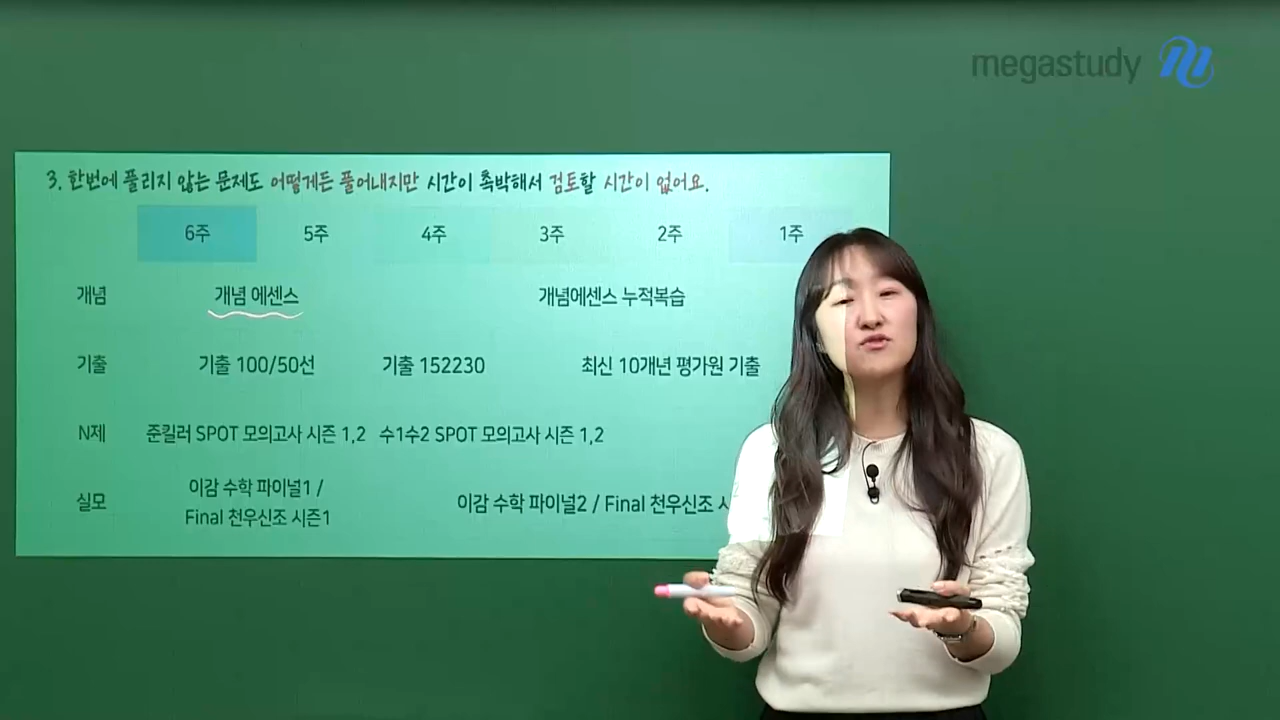 megastudy
3. 한번에 풀리지 않는 문제도 어떻게든 풀어내지만 시간이 촉박해서 검토할 시간이 없어요.
6주 5주 4주 3주 2주 1주
개념 개념 에센스 개념에센스 누적복습
기출 기출 100/50선 기출 152230 최신 10개년 평가원 기출
N제 준킬러 SPOT 모의고사 시즌 1,2 수1수2 SPOT 모의고사 시즌 1,2
실모 이감 수학 파이널1 /
Final 천우신조 시즌1
이감 수학 파이널2 / Final 천우신조